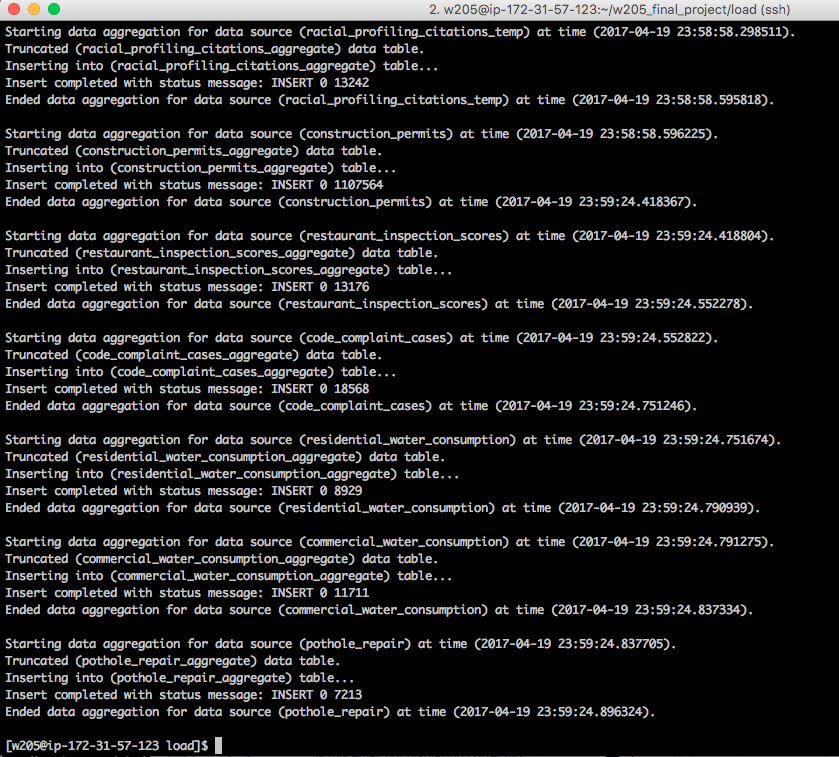 2. w205@ip-172-31-57-123:~/w205_final_project/load (ssh)
Starting data aggregation for data source (racial_profiling_citations_temp) at time (2017-04-19 23:58:58.298511).
Truncated (racial_profiling_citations_aggregate) data table.
Inserting into (racial_profiling_citations_aggregate) table...
Insert completed with status message: INSERT 0 13242
Ended data aggregation for data source (racial_profiling_citations_temp) at time (2017-04-19 23:58:58.595818).
Starting data aggregation for data source (construction_permits) at time (2017-04-19 23:58:58.596225).
Truncated (construction_permits_aggregate) data table.
Inserting into (construction_permits_aggregate) table...
Insert completed with status message: INSERT 0 1107564
Ended data aggregation for data source (construction_permits) at time (2017-04-19 23:59:24.418367).
Starting data aggregation for data source (restaurant_inspection_scores) at time (2017-04-19 23:59:24.418804).
Truncated (restaurant_inspection_scores_aggregate) data table.
Inserting into (restaurant_inspection_scores_aggregate) table...
Insert completed with status message: INSERT 0 13176
Ended data aggregation for data source (restaurant_inspection_scores) at time (2017-04-19 23:59:24.552278).
Starting data aggregation for data source (code_complaint_cases) at time (2017-04-19 23:59:24.552822).
Truncated (code_complaint_cases_aggregate) data table.
Inserting into (code_complaint_cases_aggregate) table...
Insert completed with status message: INSERT 0 18568
Ended data aggregation for data source (code_complaint_cases) at time (2017-04-19 23:59:24.751246).
Starting data aggregation for data source (residential_water_consumption) at time (2017-04-19 23:59:24.751674).
Truncated (residential_water_consumption_aggregate) data table.
Inserting into (residential_water_consumption_aggregate) table...
Insert completed with status message: INSERT 0 8929
Ended data aggregation for data source (residential_water_consumption) at time (2017-04-19 23:59:24.790939).
Starting data aggregation for data source (commercial_water_consumption) at time (2017-04-19 23:59:24.791275).
Truncated (commercial_water_consumption_aggregate) data table.
Inserting into (commercial_water_consumption_aggregate) table...
Insert completed with status message: INSERT 0 11711
Ended data aggregation for data source (commercial_water_consumption) at time (2017-04-19 23:59:24.837334).
Starting data aggregation for data source (pothole_repair) at time (2017-04-19 23:59:24.837705).
Truncated (pothole_repair_aggregate) data table.
Inserting into (pothole_repair_aggregate) table...
Insert completed with status message: INSERT 0 7213
Ended data aggregation for data source (pothole_repair) at time (2017-04-19 23:59:24.896324).
[w205@ip-172-31-57-123 load]$